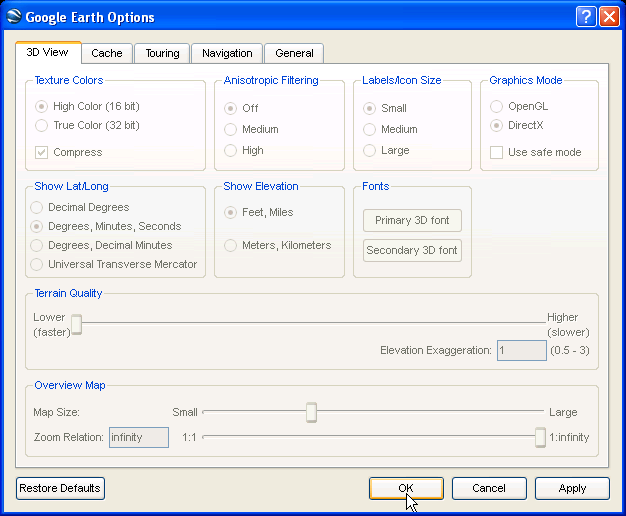 Google Earth Options
3D View Cache Touring Navigation General
Texture Colors
High Color (16 bit)
True Color (32 bit)
Compress
Anisotropic Filtering
Off
Medium
High
Labels/Icon Size
Small
Medium
Large
Graphics Mode
OpenGL
DirectX
Use safe mode
Show Lat/Long
Decimal Degrees
Degrees, Minutes, Seconds
Degrees, Decimal Minutes
Universal Transverse Mercator
Show Elevation
Feet, Miles
Meters, Kilometers
Fonts
Primary 3D font
Secondary 3D font
Terrain Quality
Lower
(faster)
Higher
(slower)
Elevation Exaggeration: 1 (0.5 - 3)
Overview Map
Map Size: Small Large
Zoom Relation: infinity 1:1 1:infinity
Restore Defaults OK Cancel Apply